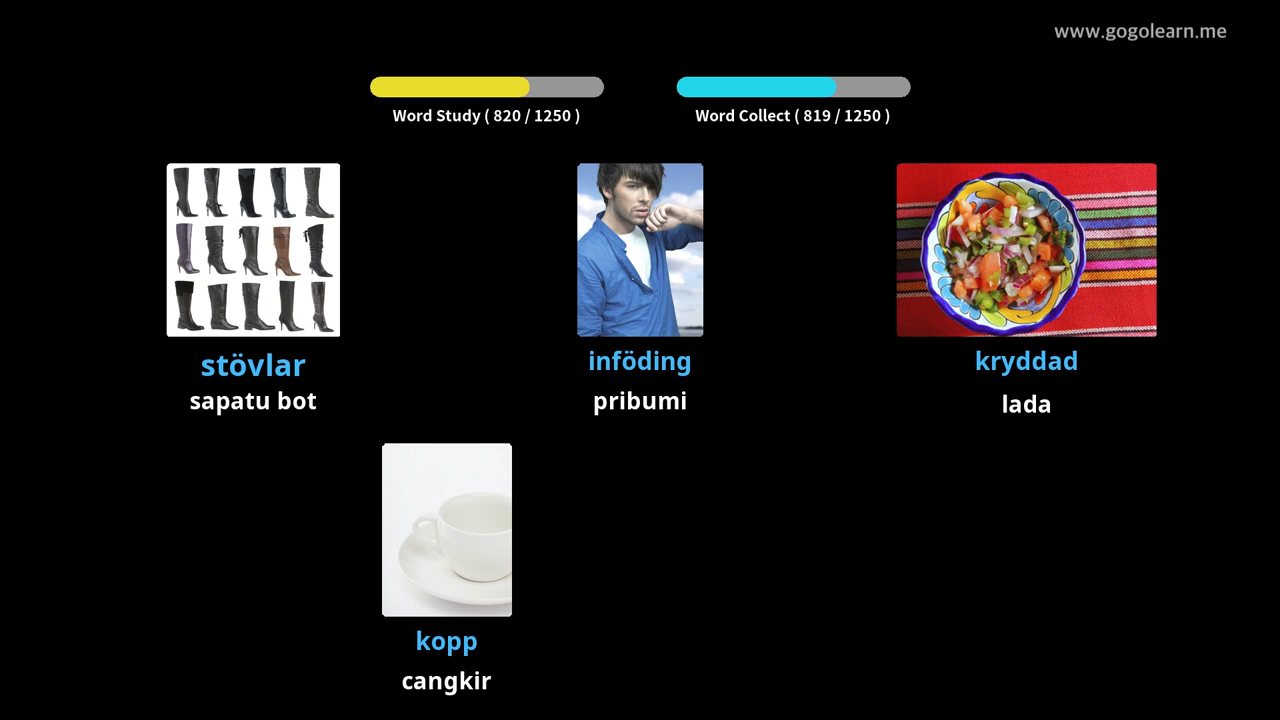 www.gogolearn.me
Word Study ( 820 / 1250 )
Word Collect ( 819 / 1250 )
stövlar
sapatu bot
inföding
pribumi
kryddad
lada
kopp
cangkir